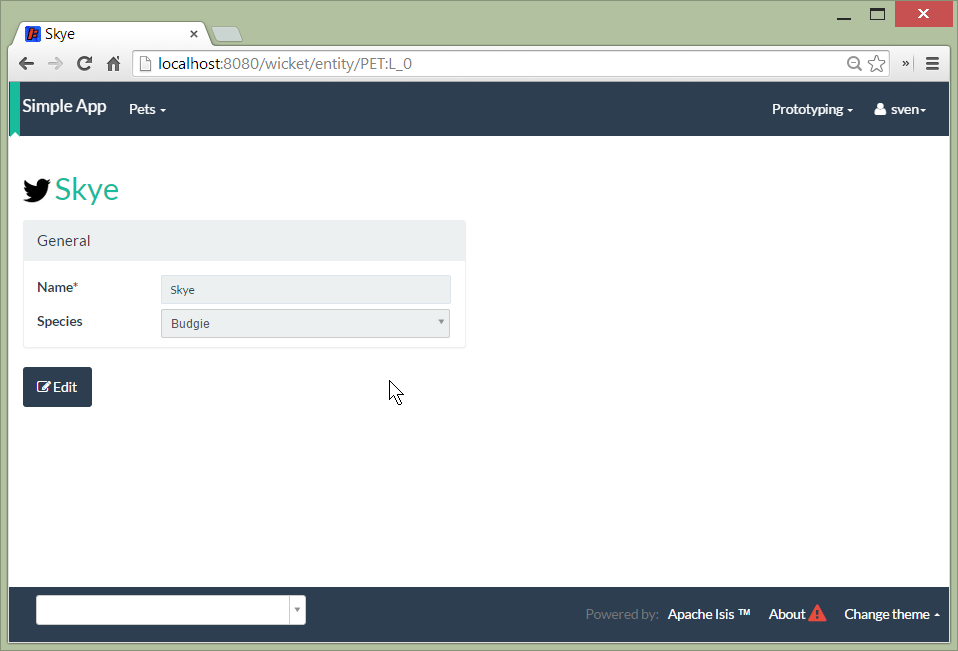 Skye
localhost:8080/wicket/entity/PET:L_0
Simple App Pets Prototyping sven
Skye
General
Name* Skye
Species Budgie
Edit
Powered by: Apache Isis ™ About Change theme